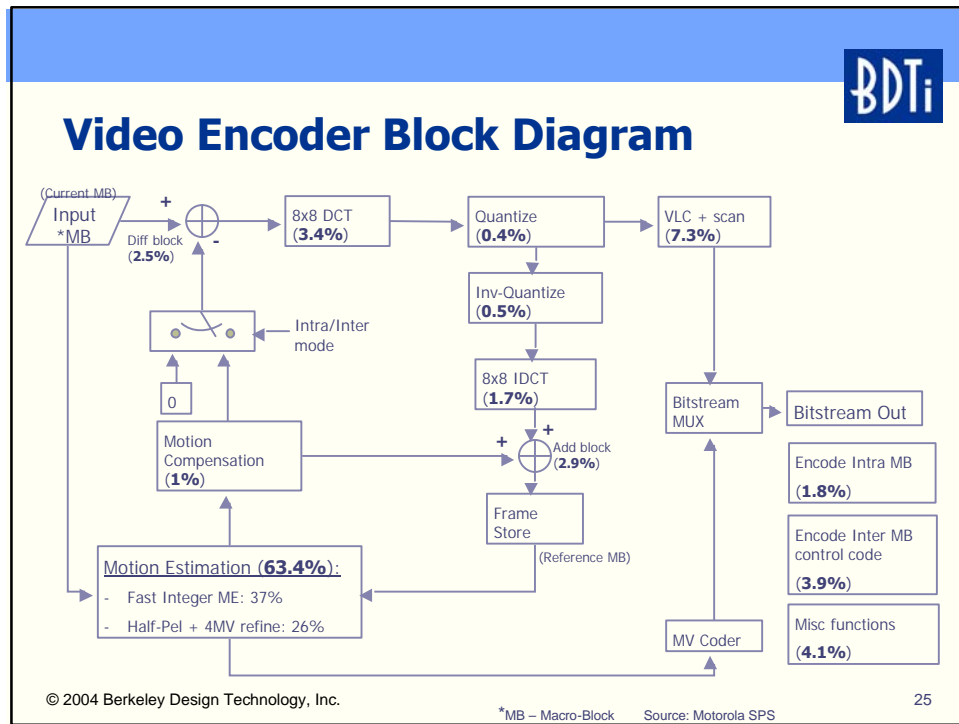 BDTi
Video Encoder Block Diagram
(Current MB)
Input
*MB
+
-
Diff block
(2.5%)
8x8 DCT
(3.4%)
Quantize
(0.4%)
VLC + scan
(7.3%)
Inv-Quantize
(0.5%)
Intra/Inter
mode
0
8x8 IDCT
(1.7%)
Bitstream
MUX
Bitstream Out
Motion
Compensation
(1%)
+
+
Add block
(2.9%)
Encode Intra MB
(1.8%)
Frame
Store
(Reference MB)
Encode Inter MB
control code
(3.9%)
Motion Estimation (63.4%):
- Fast Integer ME: 37%
- Half-Pel + 4MV refine: 26%
MV Coder
Misc functions
(4.1%)
© 2004 Berkeley Design Technology, Inc.
*MB – Macro-Block
Source: Motorola SPS
25